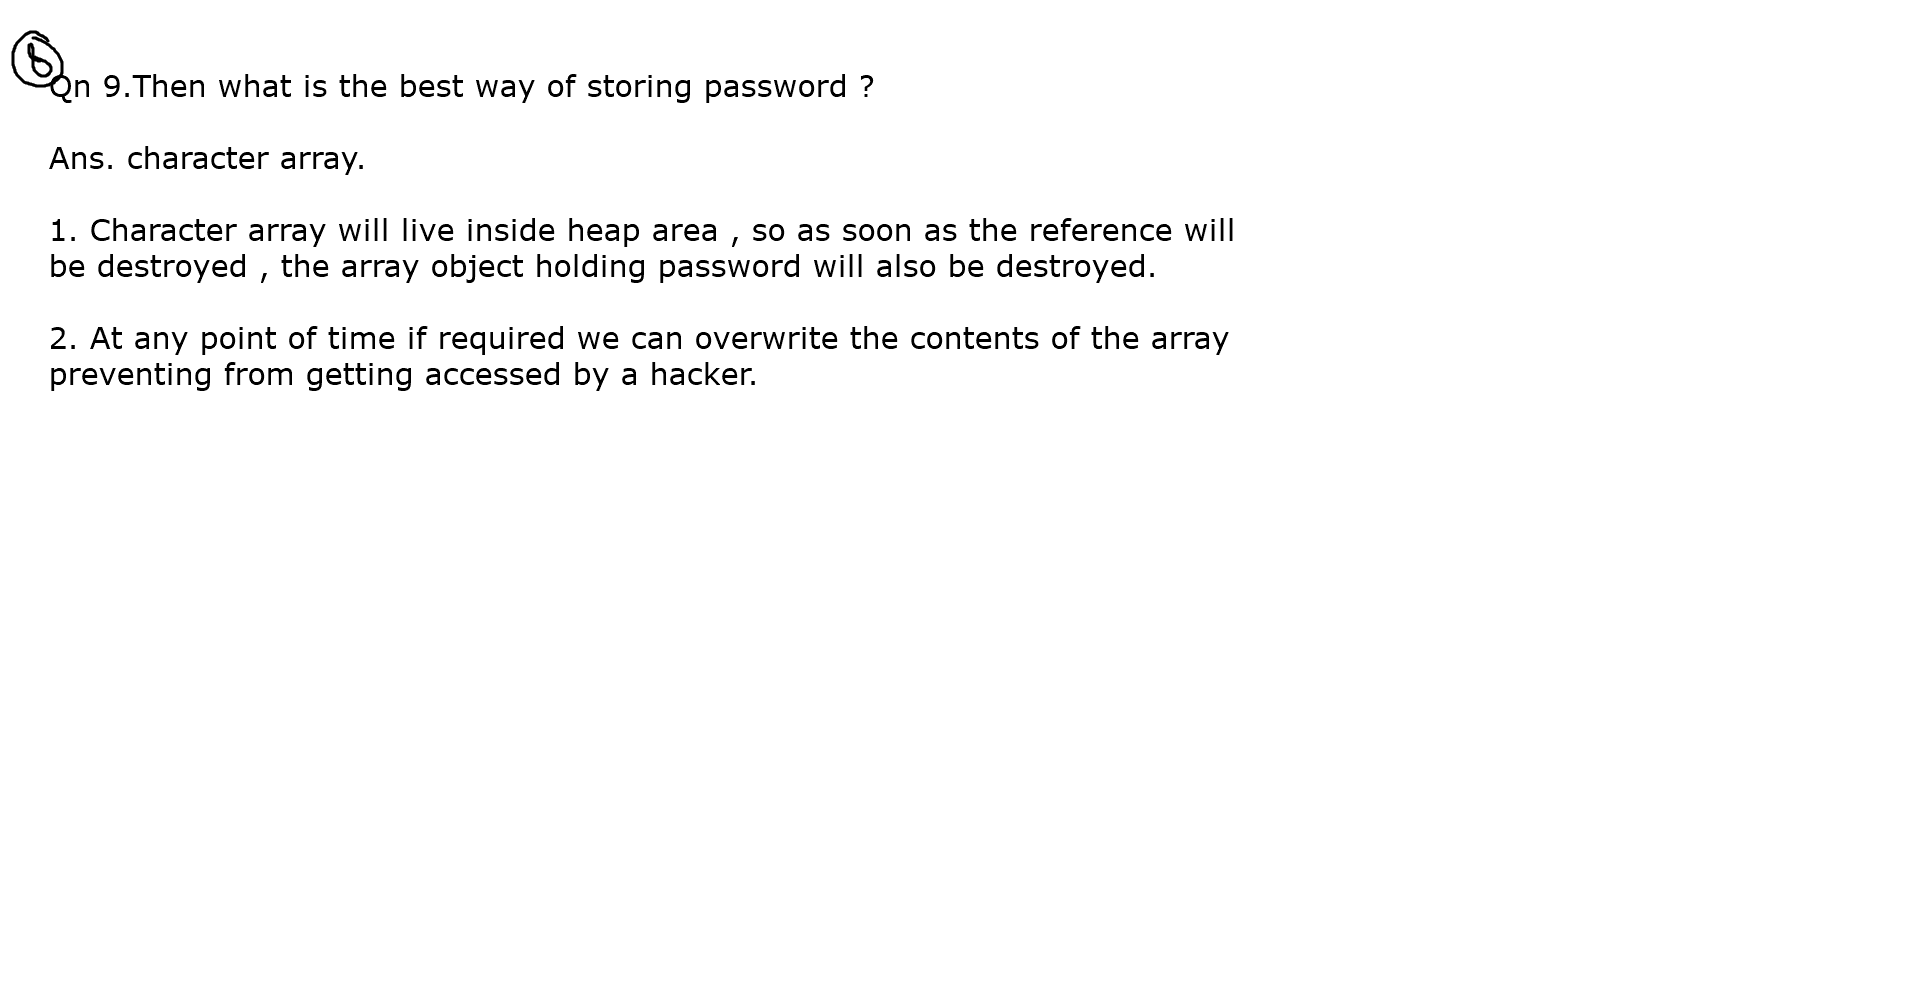 8
Qn 9.Then what is the best way of storing password ?
Ans. character array.
1. Character array will live inside heap area , so as soon as the reference will
be destroyed , the array object holding password will also be destroyed.
2. At any point of time if required we can overwrite the contents of the array
preventing from getting accessed by a hacker.